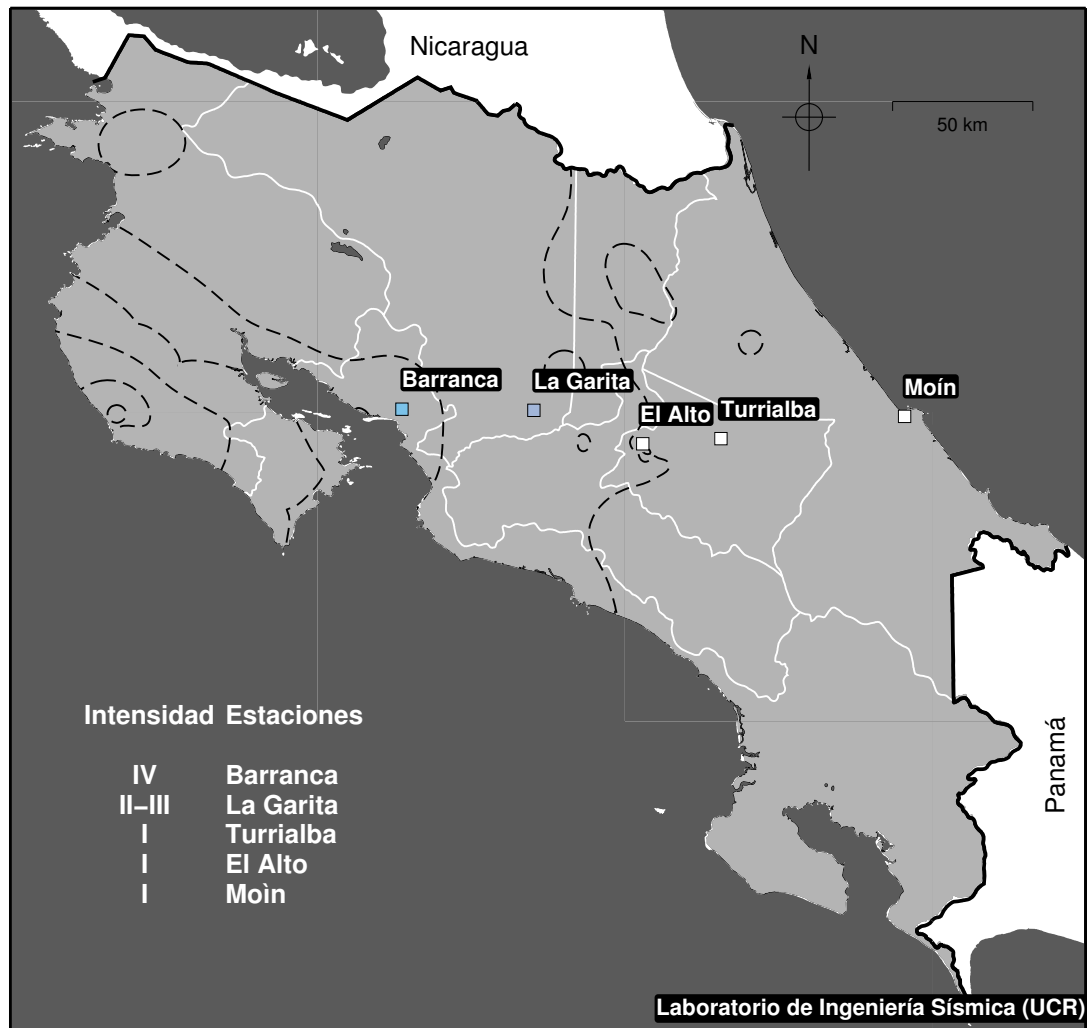 Nicaragua
N
50 km
Barranca
La Garita
El Alto
Turrialba
Moín
Intensidad Estaciones
IV Barranca
II–III La Garita
I Turrialba
I El Alto
I Moìn
Panamá
Laboratorio de Ingeniería Sísmica (UCR)